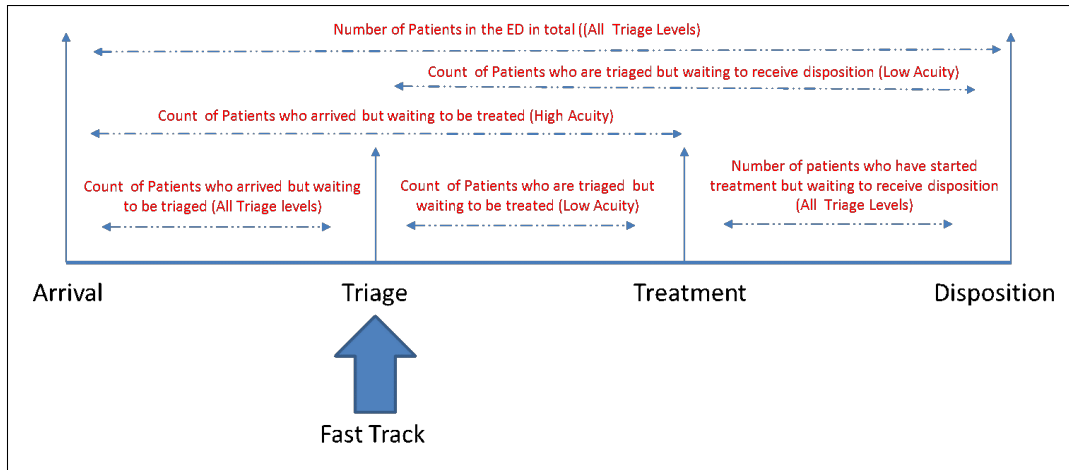 Number of Patients in the ED in total ((All Triage Levels)
Count of Patients who are triaged but waiting to receive disposition (Low Acuity)
Count of Patients who arrived but waiting to be treated (High Acuity)
Count of Patients who arrived but waiting
to be triaged (All Triage levels)
Count of Patients who are triaged but
waiting to be treated (Low Acuity)
Number of patients who have started
treatment but waiting to receive disposition
(All Triage Levels)
Arrival
Triage
Treatment
Disposition
Fast Track